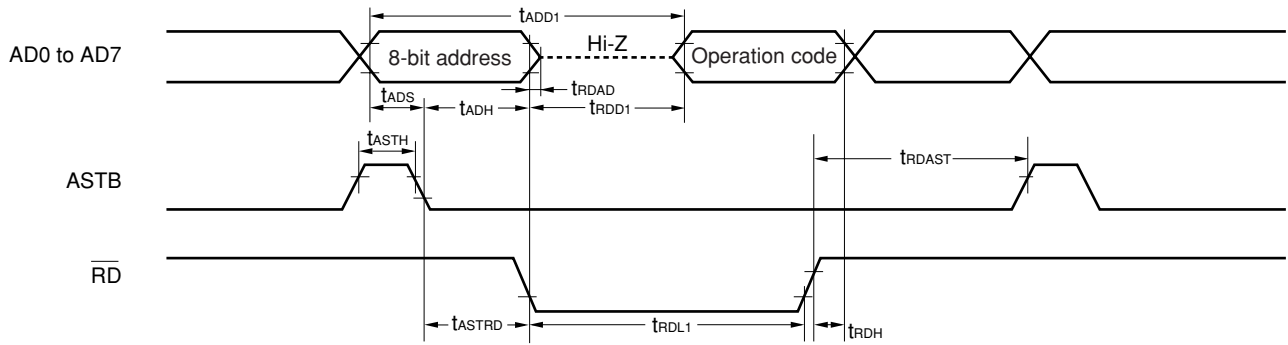 tADD1
AD0 to AD7
8-bit address
Hi-Z
Operation code
tADS
tADH
tRDAD
tRDD1
tASTH
tRDAST
ASTB
RD
tASTRD
tRDL1
tRDH